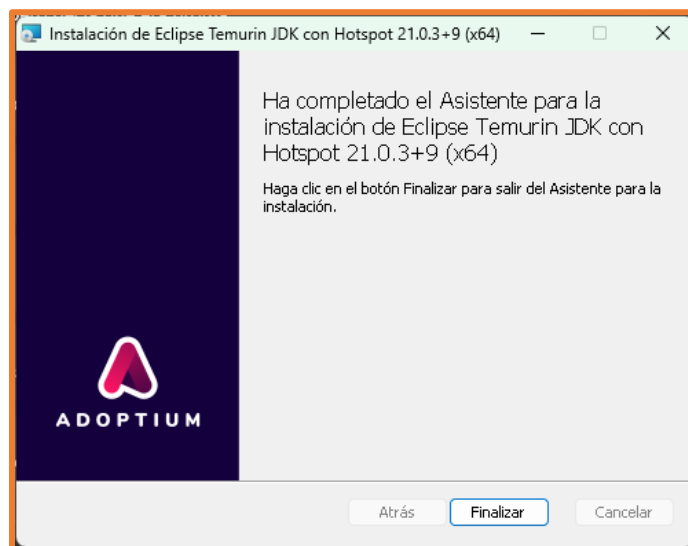 Instalación de Eclipse Temurin JDK con Hotspot 21.0.3+9 (x64)
Ha completado el Asistente para la
instalación de Eclipse Temurin JDK con
Hotspot 21.0.3+9 (x64)
Haga clic en el botón Finalizar para salir del Asistente para la
instalación.
ADOPTIUM
Atrás Finalizar Cancelar